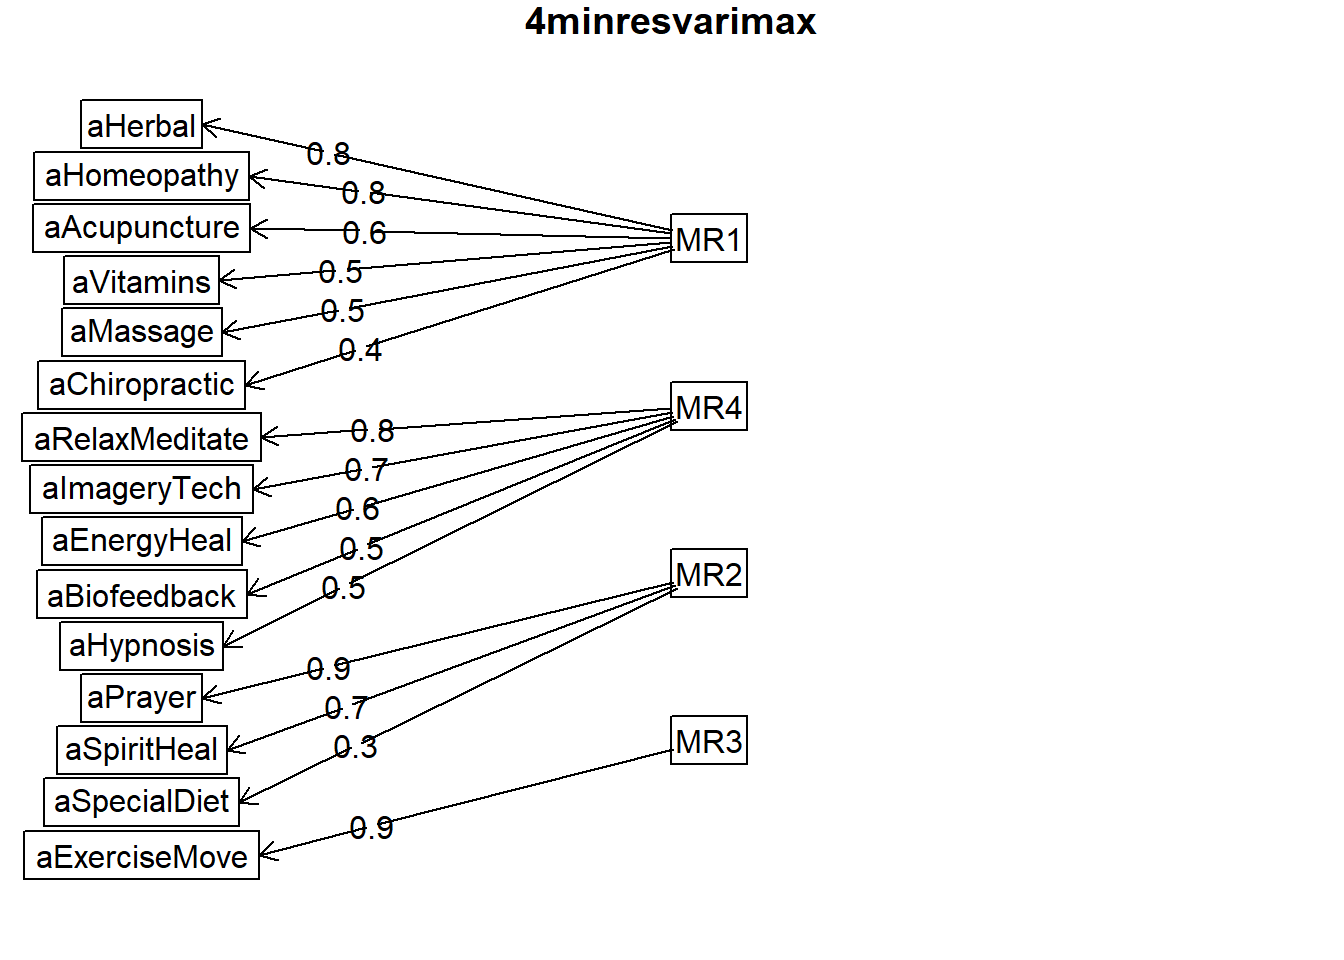 4minresvarimax
aHerbal
0.8
aHomeopathy
0.8
aAcupuncture
0.6
MR1
aVitamins
0.5
aMassage
0.5
aChiropractic
0.4
aRelaxMeditate
0.8
MR4
aImageryTech
0.7
aEnergyHeal
0.6
aBiofeedback
0.5
aHypnosis
0.5
MR2
aPrayer
0.9
aSpiritHeal
0.7
aSpecialDiet
0.3
MR3
aExerciseMove
0.9